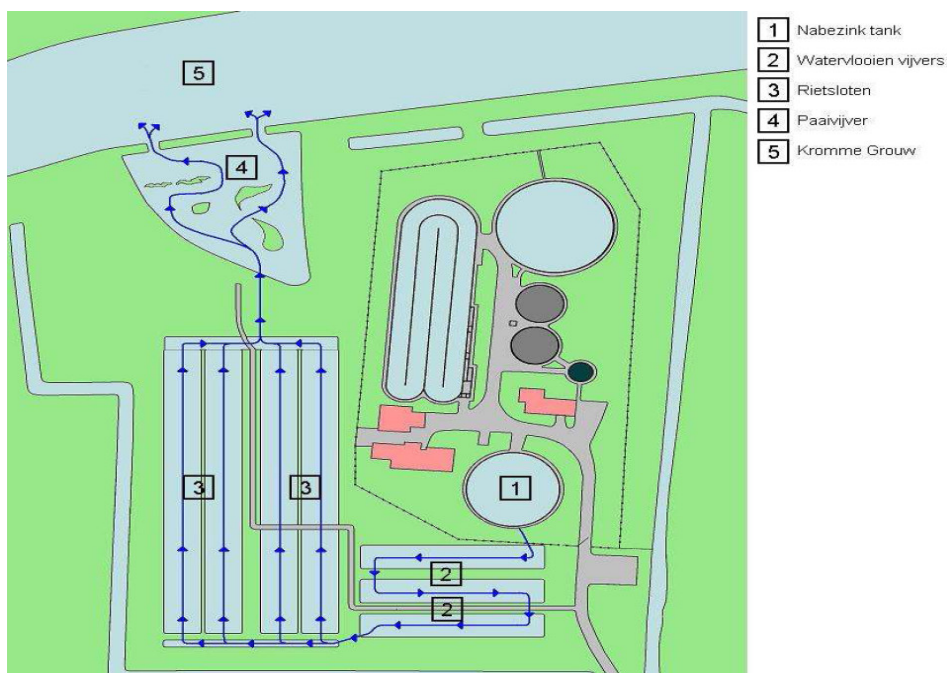 1 Nabezink tank
2 Watervlooien vijvers
3 Rietsloten
4 Paaivijver
5 Kromme Grouw
5
4
3 3
1
2
2